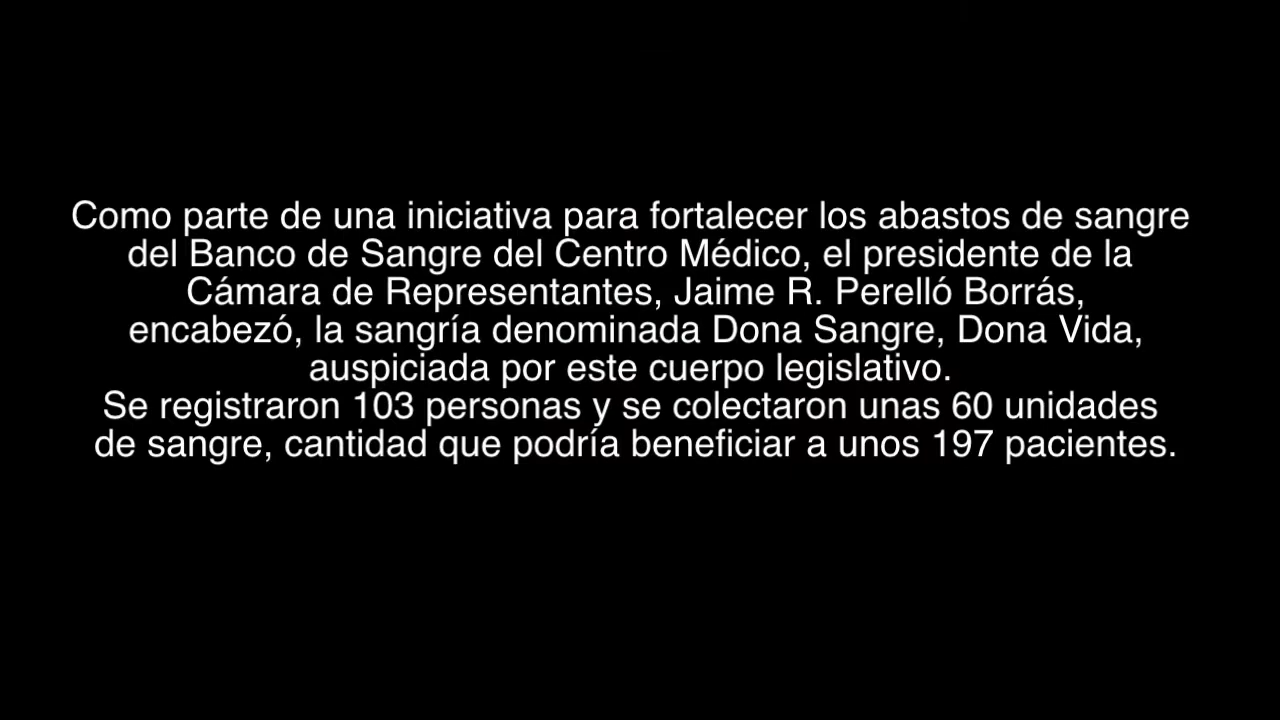 Como parte de una iniciativa para fortalecer los abastos de sangre
del Banco de Sangre del Centro Médico, el presidente de la
Cámara de Representantes, Jaime R. Perelló Borrás,
encabezó, la sangría denominada Dona Sangre, Dona Vida,
auspiciada por este cuerpo legislativo.
Se registraron 103 personas y se colectaron unas 60 unidades
de sangre, cantidad que podría beneficiar a unos 197 pacientes.